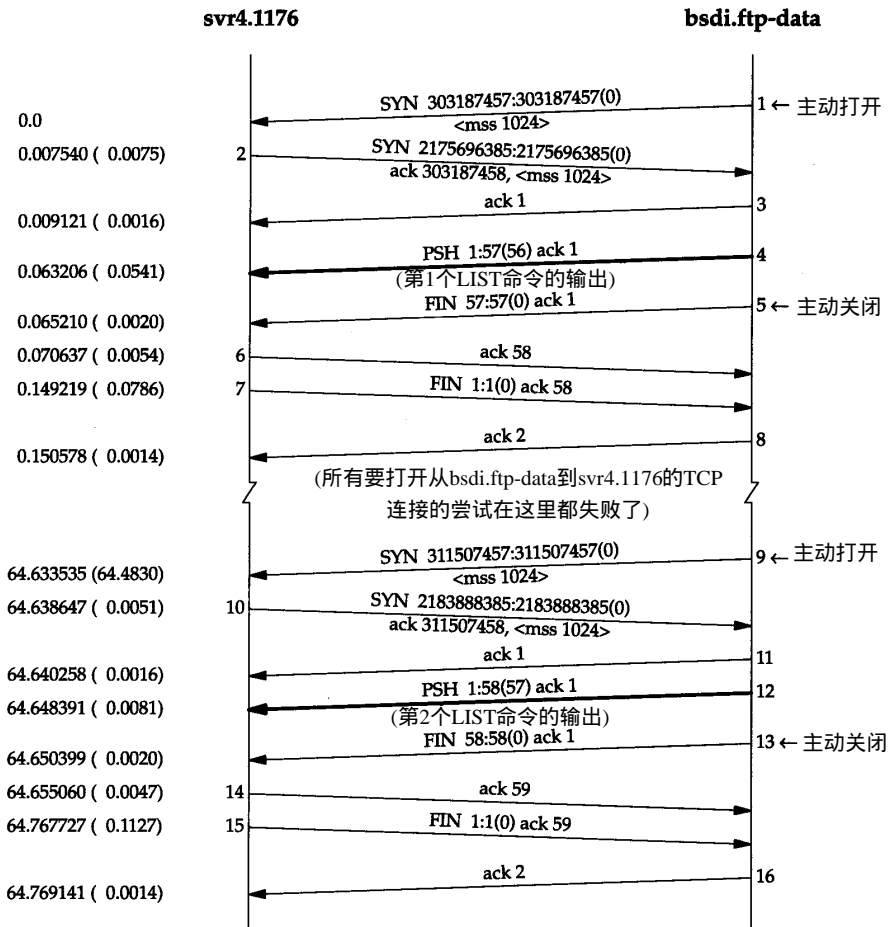 svr4.1176 bsdi.ftp-data
SYN 303187457:303187457(0) 1 ← 主动打开
0.0 <mss 1024>
0.007540 ( 0.0075) 2 SYN 2175696385:2175696385(0)
ack 303187458, <mss 1024>
ack 1 3
0.009121 ( 0.0016)
PSH 1:57(56) ack 1 4
0.063206 ( 0.0541) (第1个LIST命令的输出)
FIN 57:57(0) ack 1 5 ← 主动关闭
0.065210 ( 0.0020)
0.070637 ( 0.0054) 6 ack 58
0.149219 ( 0.0786) 7 FIN 1:1(0) ack 58
ack 2 8
0.150578 ( 0.0014)
(所有要打开从bsdi.ftp-data到svr4.1176的TCP
连接的尝试在这里都失败了)
SYN 311507457:311507457(0) 9 ← 主动打开
64.633535 (64.4830) <mss 1024>
64.638647 ( 0.0051) 10 SYN 2183888385:2183888385(0)
ack 311507458, <mss 1024>
ack 1 11
64.640258 ( 0.0016)
PSH 1:58(57) ack 1 12
64.648391 ( 0.0081) (第2个LIST命令的输出)
FIN 58:58(0) ack 1 13 ← 主动关闭
64.650399 ( 0.0020)
64.655060 ( 0.0047) 14 ack 59
64.767727 ( 0.1127) 15 FIN 1:1(0) ack 59
ack 2 16
64.769141 ( 0.0014)